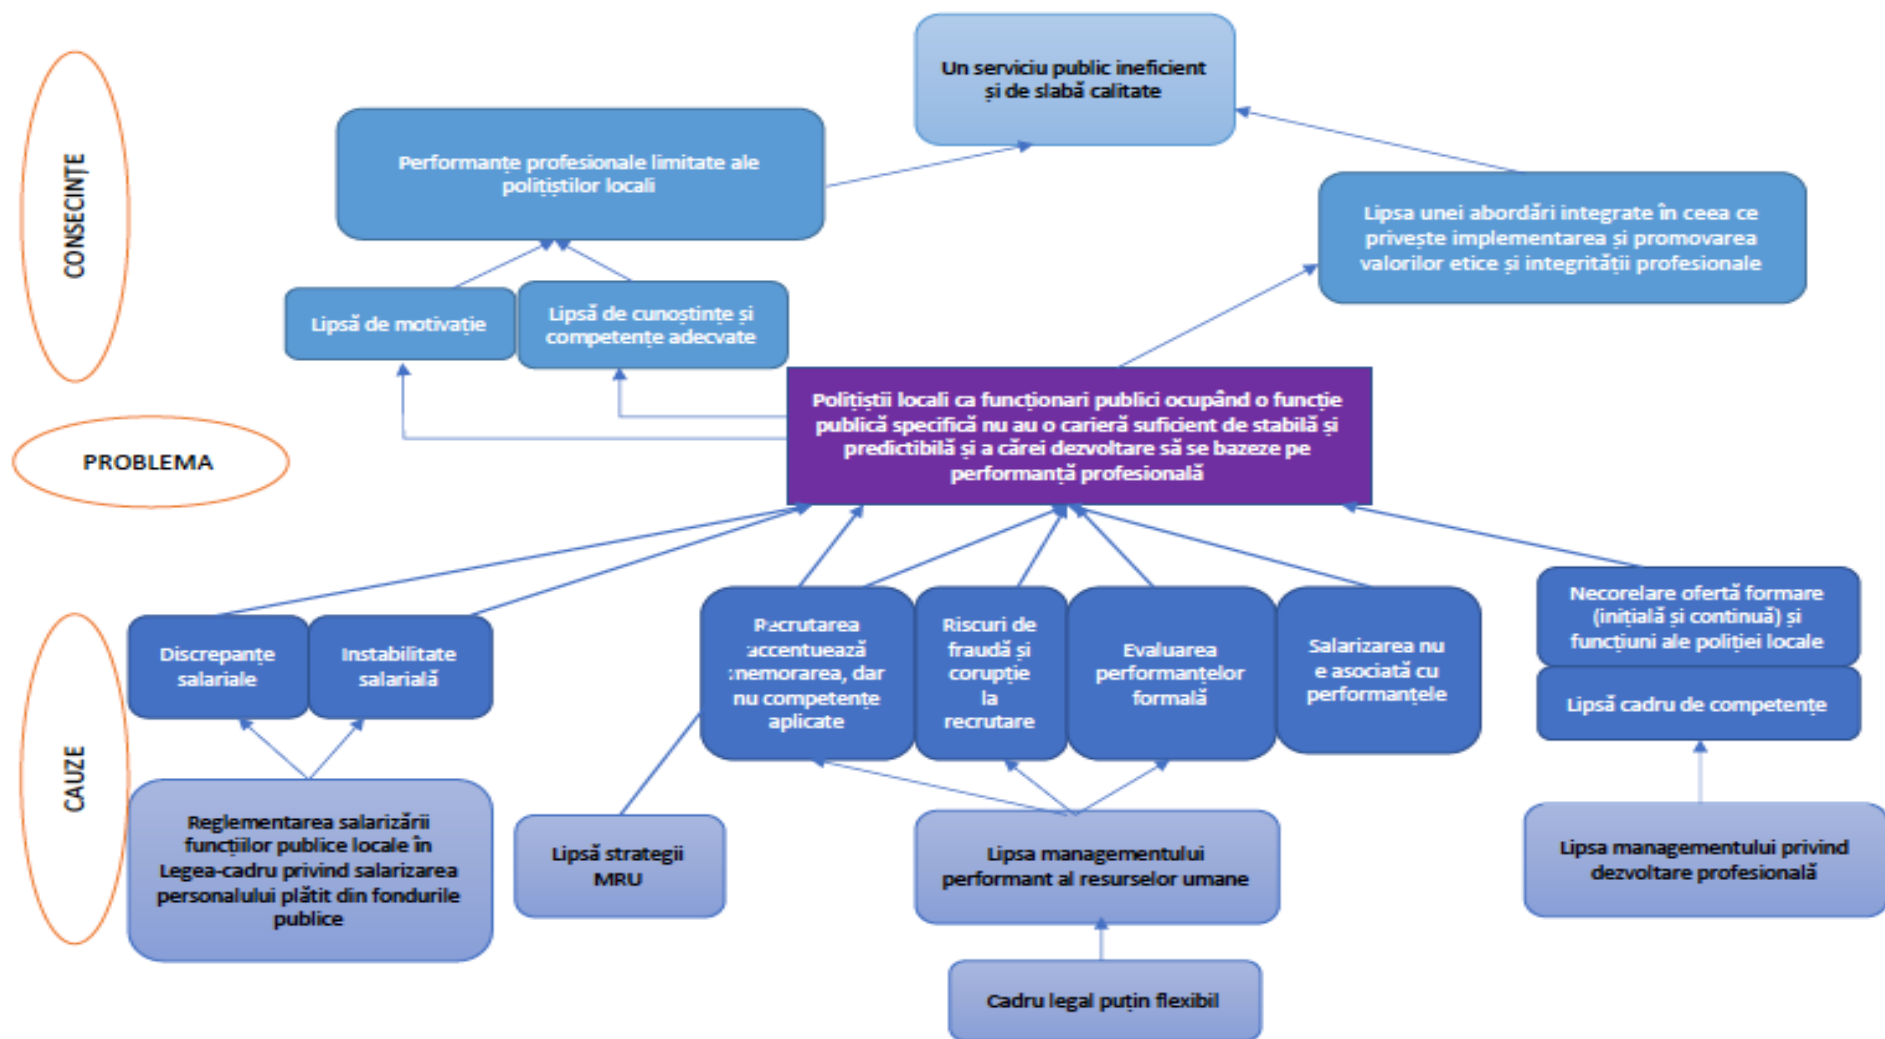 CONSECINȚE
Un serviciu public ineficient
și de slabă calitate
Performanțe profesionale limitate ale
polițiștilor locali
Lipsa unei abordări integrate în ceea ce
privește implementarea și promovarea
valorilor etice și integrității profesionale
Lipsă de motivație
Lipsă de cunoștințe și
competențe adecvate
PROBLEMA
Polițiștii locali ca funcționari publici ocupând o funcție
publică specifică nu au o carieră suficient de stabilă și
predictibilă și a cărei dezvoltare să se bazeze pe
performanță profesională
CAUZE
Discrepanțe
salariale
Instabilitate
salarială
Recrutarea
accentuează
memorarea, dar
nu competențe
aplicate
Riscuri de
fraudă și
corupție
la
recrutare
Evaluarea
performanțelor
formală
Salarizarea nu
e asociată cu
performanțele
Necorelare ofertă formare
(inițială și continuă) și
funcțiuni ale poliției locale
Lipsă cadru de competențe
Reglementarea salarizării
funcțiilor publice locale în
Legea-cadru privind salarizarea
personalului plătit din fondurile
publice
Lipsă strategii
MRU
Lipsa managementului
performant al resurselor umane
Lipsa managementului privind
dezvoltare profesională
Cadru legal puțin flexibil